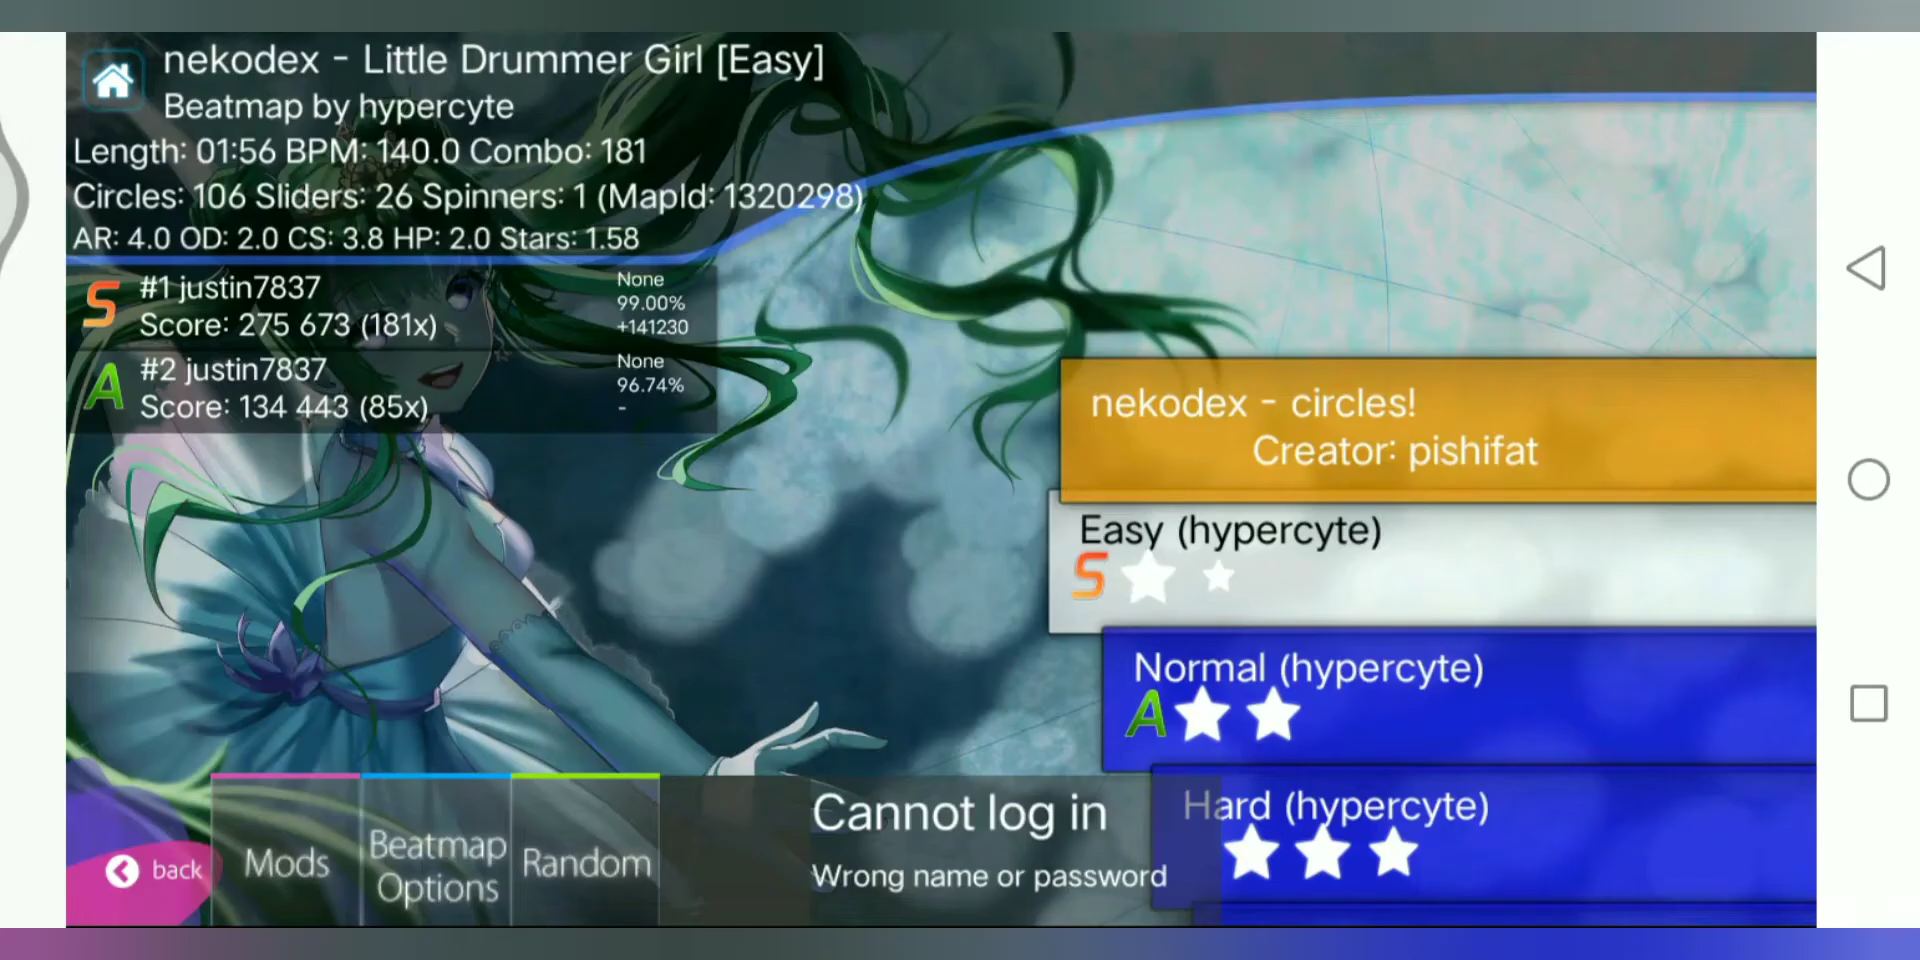 nekodex - Little Drummer Girl [Easy]
Beatmap by hypercyte
Length: 01:56 BPM: 140.0 Combo: 181
Circles: 106 Sliders: 26 Spinners: 1 (MapId: 1320298)
AR: 4.0 OD: 2.0 CS: 3.8 HP: 2.0 Stars: 1.58
S
#1 justin7837
Score: 275 673 (181x)
None
99.00%
+141230
A
#2 justin7837
Score: 134 443 (85x)
None
96.74%
-
nekodex - circles!
Creator: pishifat
Easy (hypercyte)
S
Normal (hypercyte)
A
Hard (hypercyte)
back
Mods
Beatmap
Options
Random
Cannot log in
Wrong name or password